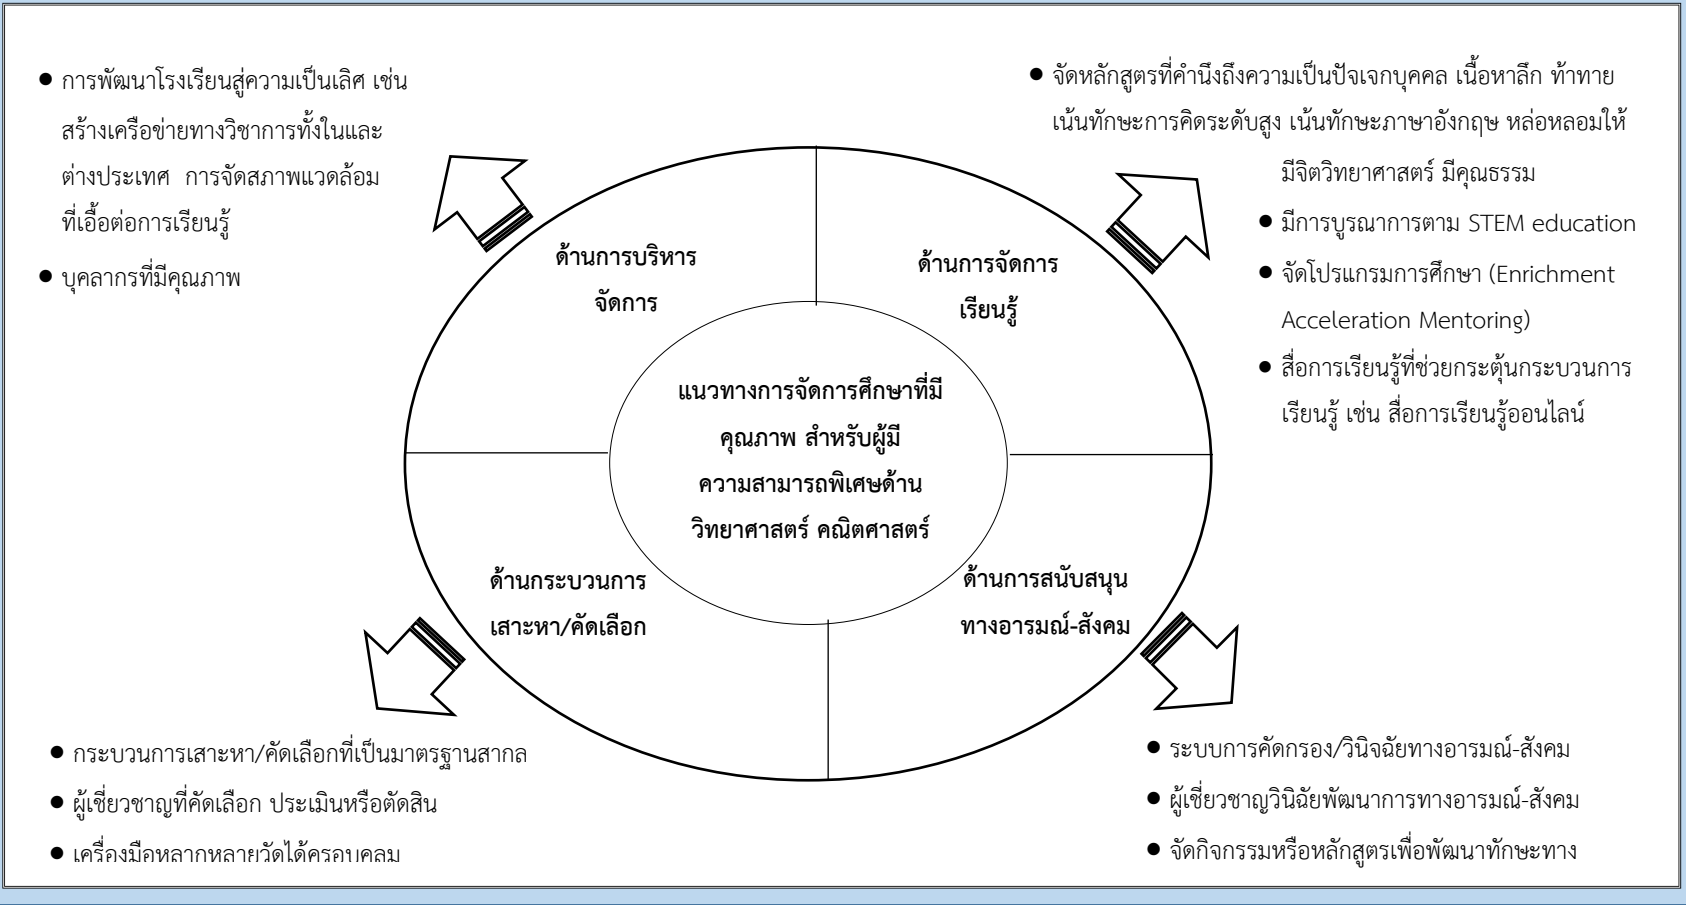 ● การพัฒนาโรงเรียนสู่ความเป็นเลิศ เช่น
สร้างเครือข่ายทางวิชาการทั้งในและ
ต่างประเทศ การจัดสภาพแวดล้อม
ที่เอื้อต่อการเรียนรู้
● บุคลากรที่มีคุณภาพ
● จัดหลักสูตรที่คำนึงถึงความเป็นปัจเจกบุคคล เนื้อหาลึก ท้าทาย
เน้นทักษะการคิดระดับสูง เน้นทักษะภาษาอังกฤษ หล่อหลอมให้
มีจิตวิทยาศาสตร์ มีคุณธรรม
● มีการบูรณาการตาม STEM education
● จัดโปรแกรมการศึกษา (Enrichment
Acceleration Mentoring)
● สื่อการเรียนรู้ที่ช่วยกระตุ้นกระบวนการ
เรียนรู้ เช่น สื่อการเรียนรู้ออนไลน์
ด้านการบริหาร
จัดการ
ด้านการจัดการ
เรียนรู้
แนวทางการจัดการศึกษาที่มี
คุณภาพ สำหรับผู้มี
ความสามารถพิเศษด้าน
วิทยาศาสตร์ คณิตศาสตร์
ด้านกระบวนการ
เสาะหา/คัดเลือก
ด้านการสนับสนุน
ทางอารมณ์-สังคม
● กระบวนการเสาะหา/คัดเลือกที่เป็นมาตรฐานสากล
● ผู้เชี่ยวชาญที่คัดเลือก ประเมินหรือตัดสิน
● เครื่องมือหลากหลายวัดได้ครอบคลุม
● ระบบการคัดกรอง/วินิจฉัยทางอารมณ์-สังคม
● ผู้เชี่ยวชาญวินิฉัยพัฒนาการทางอารมณ์-สังคม
● จัดกิจกรรมหรือหลักสูตรเพื่อพัฒนาทักษะทาง